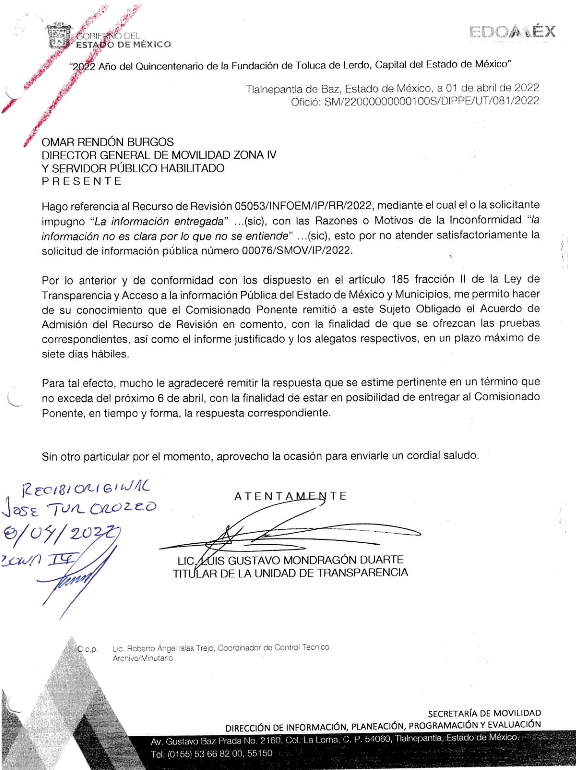 GOBIERNO DEL
ESTADO DE MÉXICO
EDOMÉX
"2022 Año del Quincentenario de la Fundación de Toluca de Lerdo, Capital del Estado de México"
Tlalnepantla de Baz, Estado de México, a 01 de abril de 2022
Ofició: SM/22000000000100S/DIPPE/UT/081/2022
OMAR RENDÓN BURGOS
DIRECTOR GENERAL DE MOVILIDAD ZONA IV
Y SERVIDOR PÚBLICO HABILITADO
P R E S E N T E
Hago referencia al Recurso de Revisión 05053/INFOEM/IP/RR/2022, mediante el cual el o la solicitante
impugno "La información entregada" ...(sic), con las Razones o Motivos de la Inconformidad "la
información no es clara por lo que no se entiende" ...(sic), esto por no atender satisfactoriamente la
solicitud de información pública número 00076/SMOV/IP/2022.
Por lo anterior y de conformidad con los dispuesto en el artículo 185 fracción II de la Ley de
Transparencia y Acceso a la información Pública del Estado de México y Municipios, me permito hacer
de su conocimiento que el Comisionado Ponente remitió a este Sujeto Obligado el Acuerdo de
Admisión del Recurso de Revisión en comento, con la finalidad de que se ofrezcan las pruebas
correspondientes, así como el informe justificado y los alegatos respectivos, en un plazo máximo de
siete días hábiles.
Para tal efecto, mucho le agradeceré remitir la respuesta que se estime pertinente en un término que
no exceda del próximo 6 de abril, con la finalidad de estar en posibilidad de entregar al Comisionado
Ponente, en tiempo y forma, la respuesta correspondiente.
Sin otro particular por el momento, aprovecho la ocasión para enviarle un cordial saludo.
RECIBI ORIGINAL
JOSE TUR OROZCO
/04/2022
ZONA IV
A T E N T A M E N T E
LIC. LUIS GUSTAVO MONDRAGÓN DUARTE
TITULAR DE LA UNIDAD DE TRANSPARENCIA
C.c.p. Lic. Roberto Ángel Islas Trejo, Coordinador de Control Técnico.
Archivo/Minutario
SECRETARÍA DE MOVILIDAD
DIRECCIÓN DE INFORMACIÓN, PLANEACIÓN, PROGRAMACIÓN Y EVALUACIÓN
Av. Gustavo Baz Prada No. 2160, Col. La Loma, C. P. 54060, Tlalnepantla, Estado de México.
Tel: (0155) 53 66 82 00, 55150